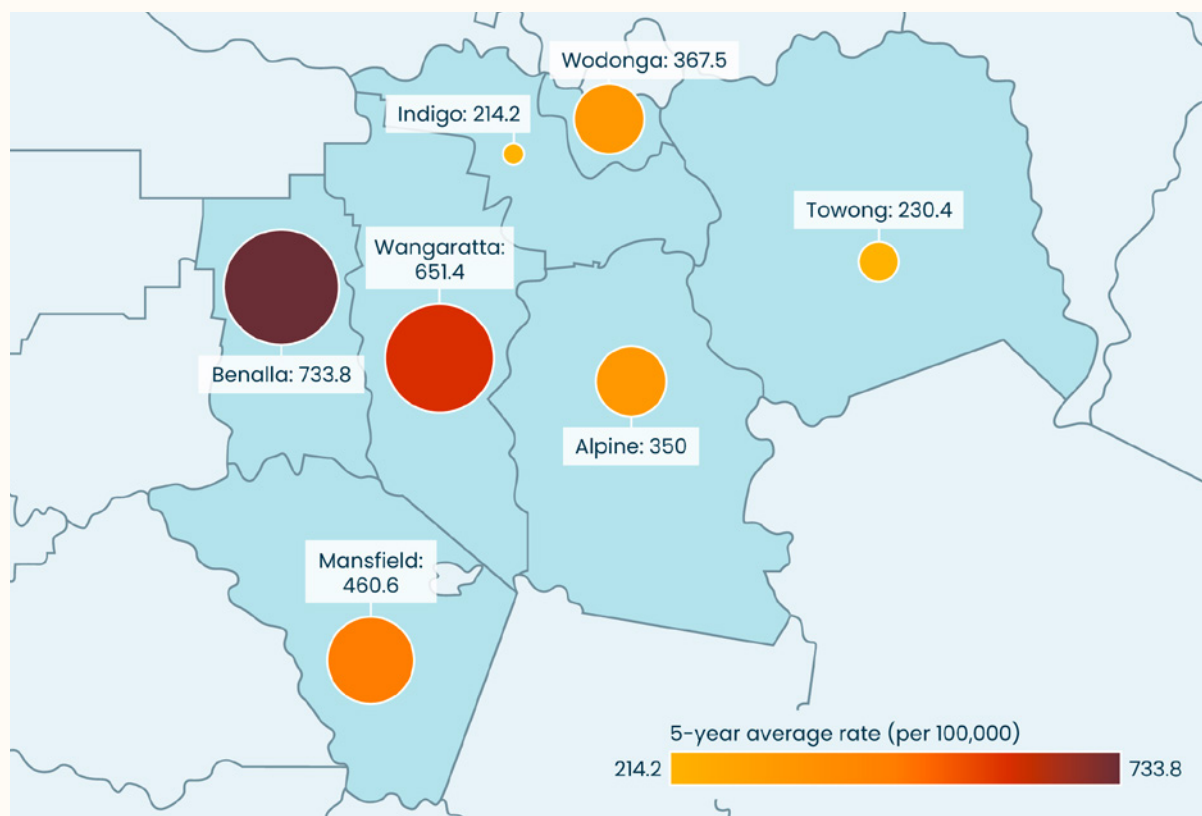 Wodonga: 367.5
Indigo: 214.2
Towong: 230.4
Wangaratta:
651.4
Benalla: 733.8
Alpine: 350
Mansfield:
460.6
5-year average rate (per 100,000)
214.2
733.8